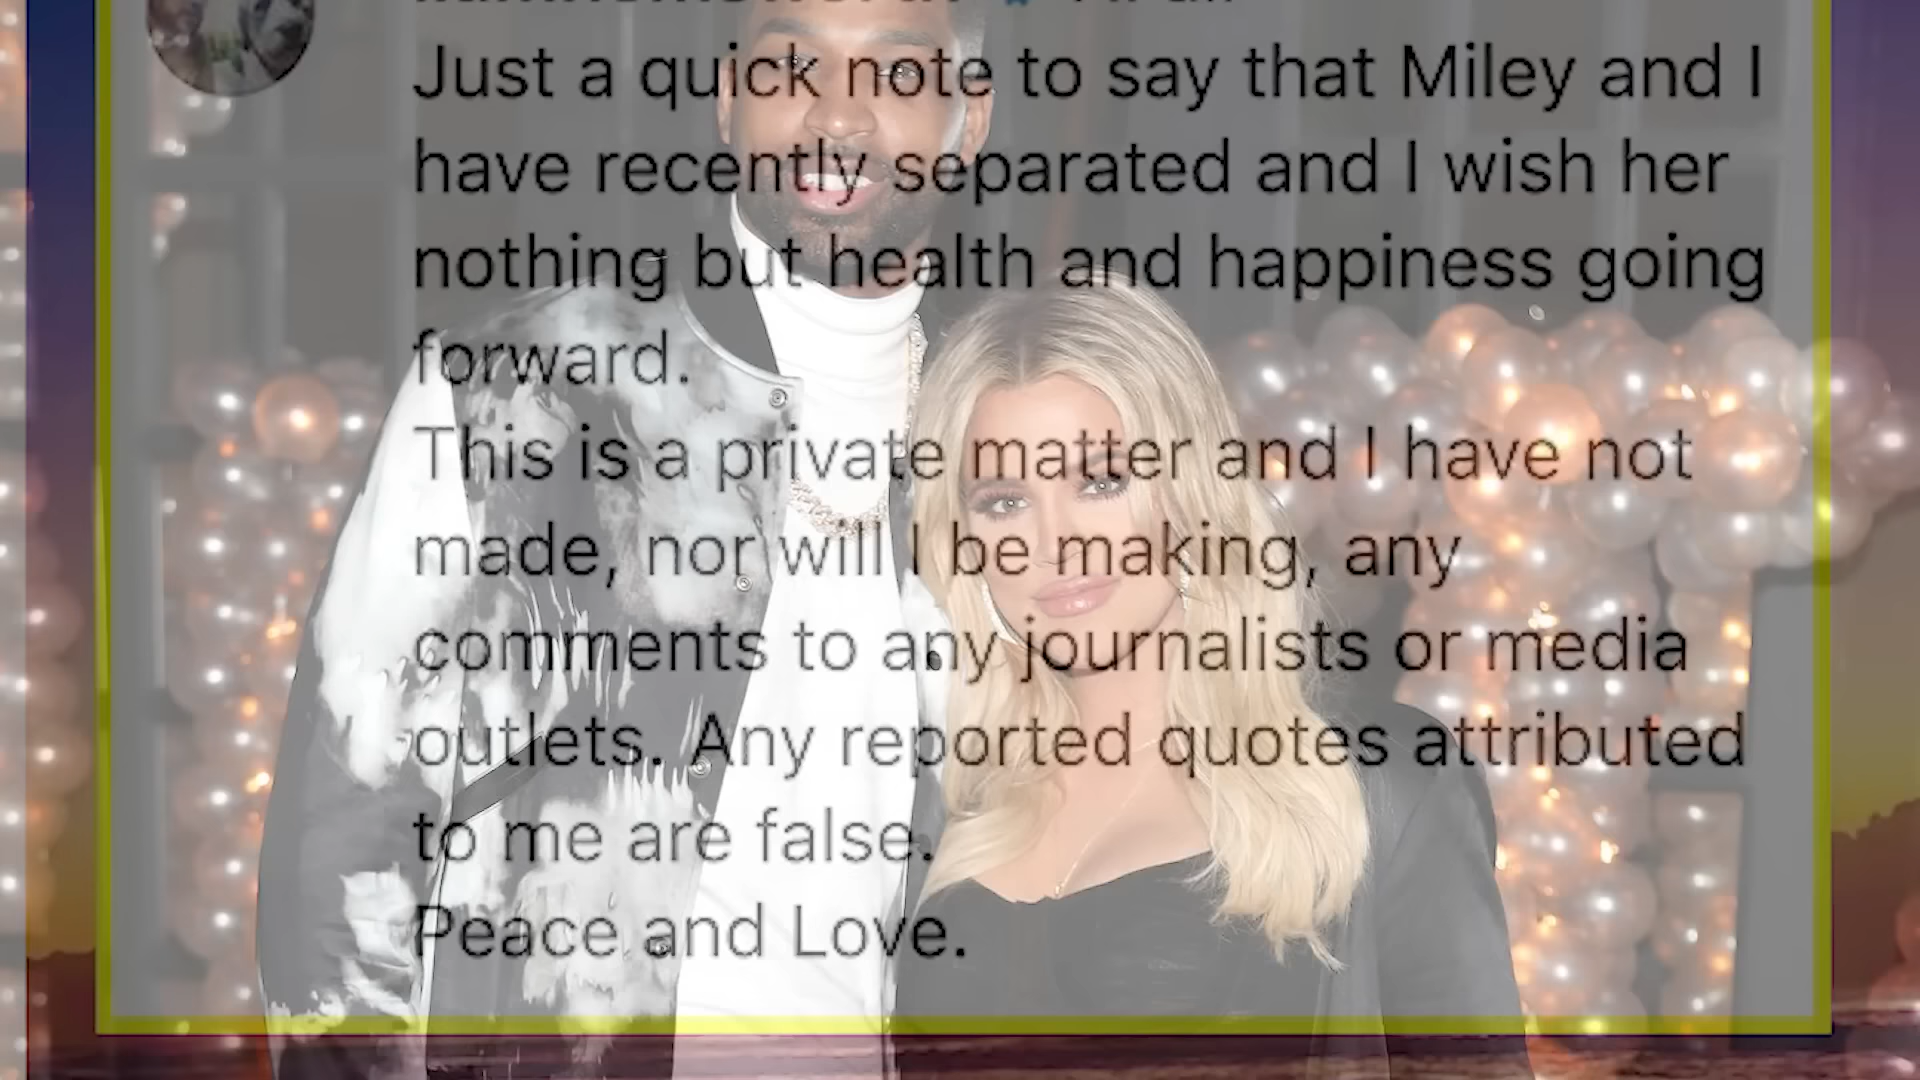 Just a quick note to say that Miley and I
have recently separated and I wish her
nothing but health and happiness going
forward.
This is a private matter and I have not
made, nor will I be making, any
comments to any journalists or media
outlets. Any reported quotes attributed
to me are false.
Peace and Love.